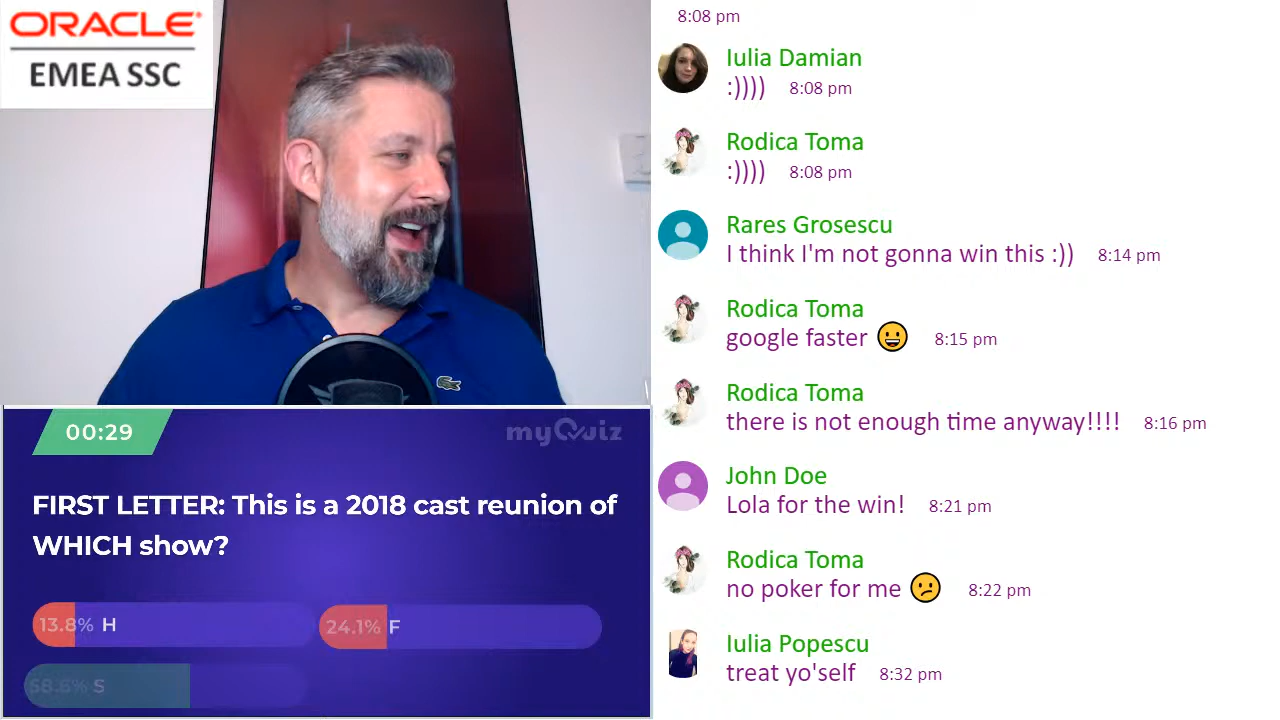 ORACLE®
EMEA SSC
00:29
myQuiz
FIRST LETTER: This is a 2018 cast reunion of
WHICH show?
13.8% H
24.1% F
58.6% S
8:08 pm
Iulia Damian
:)))) 8:08 pm
Rodica Toma
:)))) 8:08 pm
Rares Grosescu
I think I'm not gonna win this :)) 8:14 pm
Rodica Toma
google faster 😀 8:15 pm
Rodica Toma
there is not enough time anyway!!!! 8:16 pm
John Doe
Lola for the win! 8:21 pm
Rodica Toma
no poker for me 😕 8:22 pm
Iulia Popescu
treat yo'self 8:32 pm